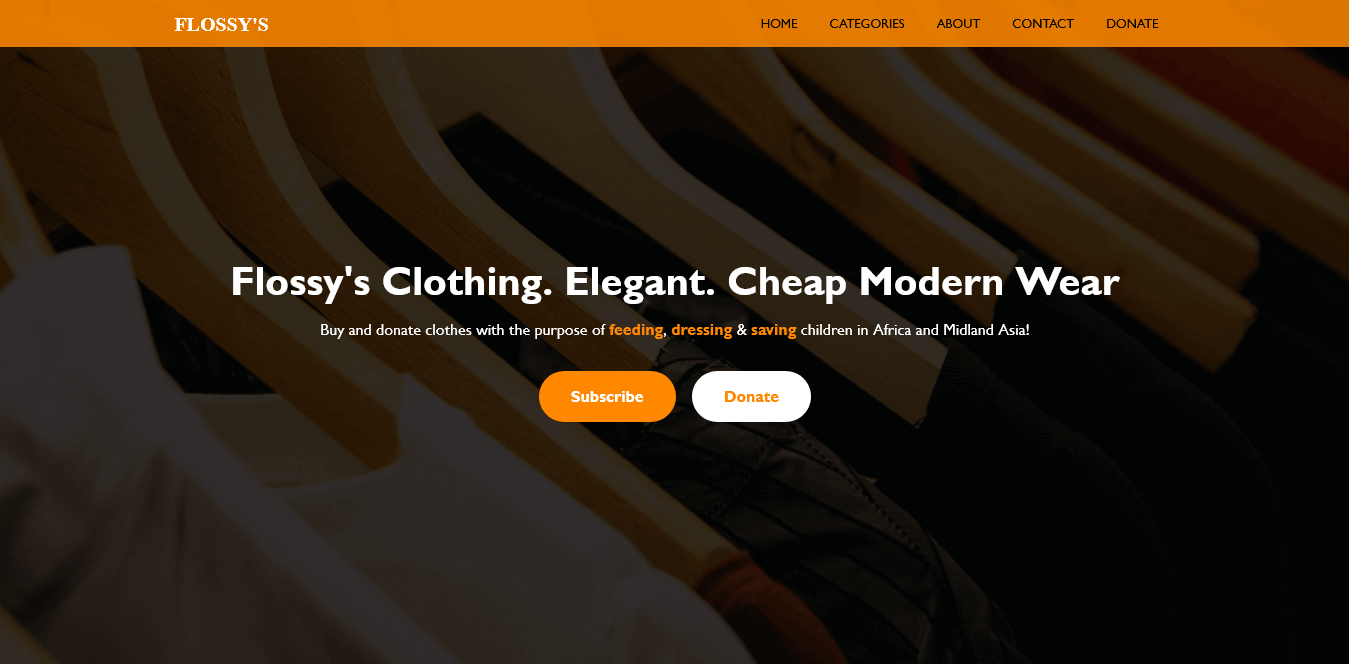 FLOSSY'S HOME CATEGORIES ABOUT CONTACT DONATE
Flossy's Clothing. Elegant. Cheap Modern Wear
Buy and donate clothes with the purpose of feeding, dressing & saving children in Africa and Midland Asia!
Subscribe Donate